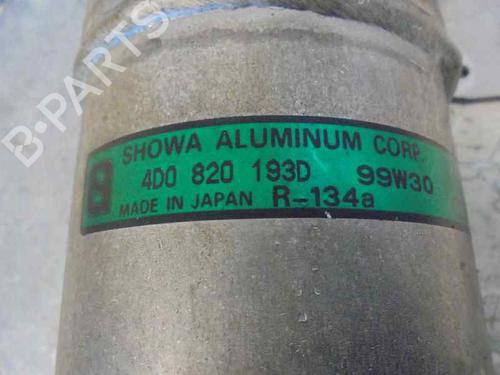 B-PARTS
SHOWA ALUMINUM CORP.
4D0 820 193D 99W30
MADE IN JAPAN R-134a